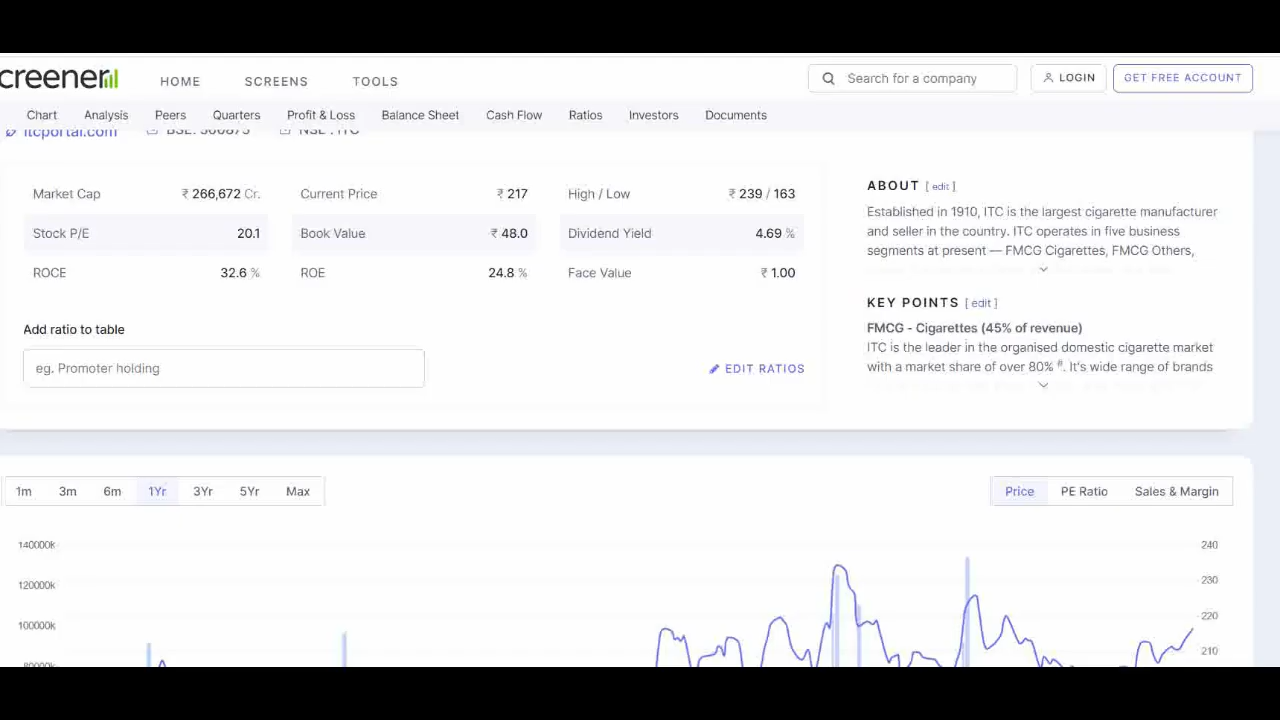 creener
HOME SCREENS TOOLS
Search for a company
LOGIN
GET FREE ACCOUNT
Chart Analysis Peers Quarters Profit & Loss Balance Sheet Cash Flow Ratios Investors Documents
itcportal.com BSE: 500875 NSE : ITC
Market Cap ₹ 266,672 Cr. Current Price ₹ 217 High / Low ₹ 239 / 163
Stock P/E 20.1 Book Value ₹ 48.0 Dividend Yield 4.69 %
ROCE 32.6 % ROE 24.8 % Face Value ₹ 1.00
Add ratio to table
eg. Promoter holding
EDIT RATIOS
ABOUT [ edit ]
Established in 1910, ITC is the largest cigarette manufacturer
and seller in the country. ITC operates in five business
segments at present — FMCG Cigarettes, FMCG Others,
KEY POINTS [ edit ]
FMCG - Cigarettes (45% of revenue)
ITC is the leader in the organised domestic cigarette market
with a market share of over 80% #. It's wide range of brands
1m 3m 6m 1Yr 3Yr 5Yr Max
Price PE Ratio Sales & Margin
140000k 240
120000k 230
100000k 220
80000k 210